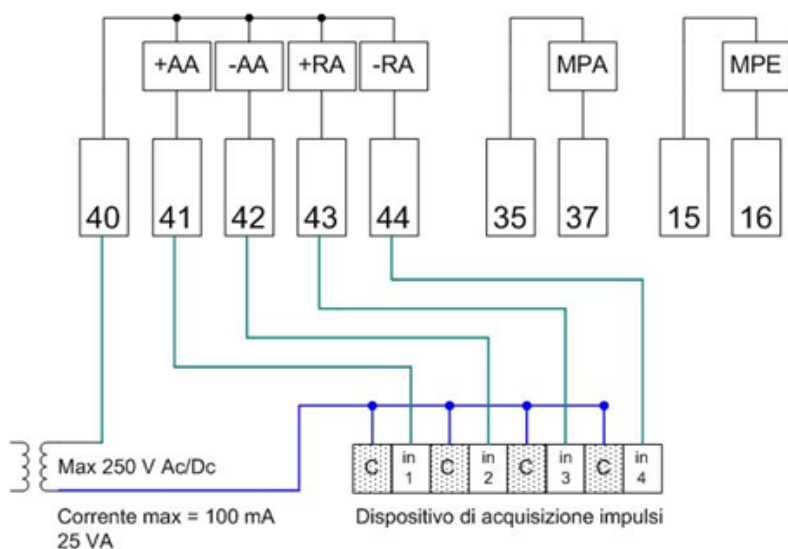 +AA -AA +RA -RA MPA MPE
40 41 42 43 44 35 37 15 16
Max 250 V Ac/Dc
C in 1 C in 2 C in 3 C in 4
Corrente max = 100 mA
25 VA
Dispositivo di acquisizione impulsi